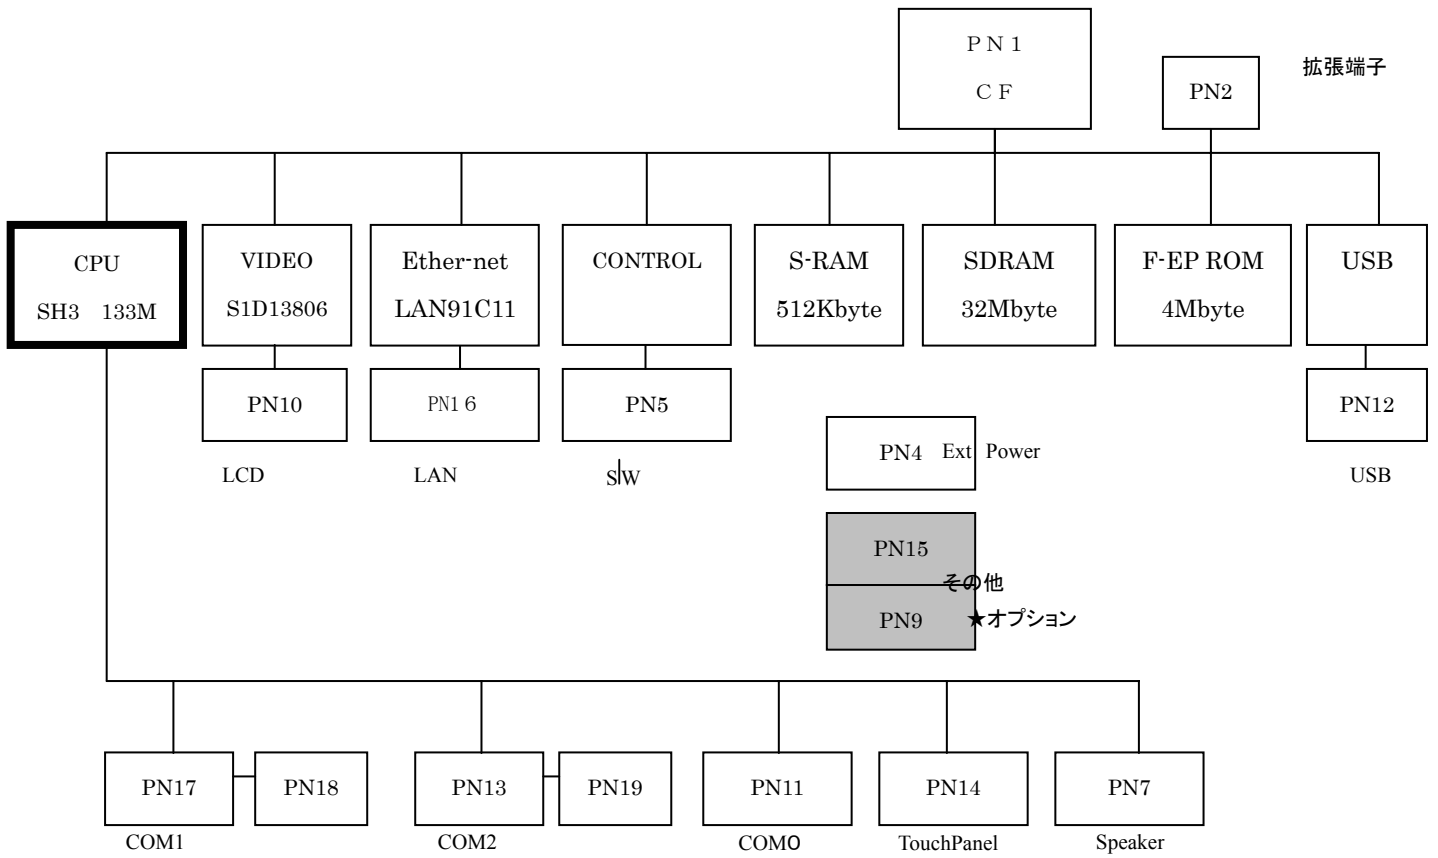 ＰＮ１
ＣＦ
PN2
拡張端子
CPU
SH3 133M
VIDEO
S1D13806
Ether-net
LAN91C11
CONTROL
S-RAM
512Kbyte
SDRAM
32Mbyte
F-EP ROM
4Mbyte
USB
PN10
PN1６
PN5
PN12
LCD
LAN
S/W
USB
PN4 Ext Power
PN15
その他
PN9
★オプション
PN17
PN18
PN13
PN19
PN11
PN14
PN7
COM1
COM2
COM0
TouchPanel
Speaker